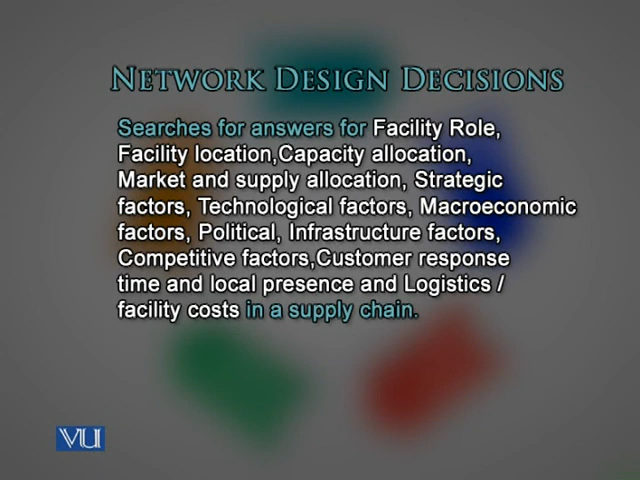 NETWORK DESIGN DECISIONS
Searches for answers for Facility Role,
Facility location,Capacity allocation,
Market and supply allocation, Strategic
factors, Technological factors, Macroeconomic
factors, Political, Infrastructure factors,
Competitive factors,Customer response
time and local presence and Logistics /
facility costs in a supply chain.
VU